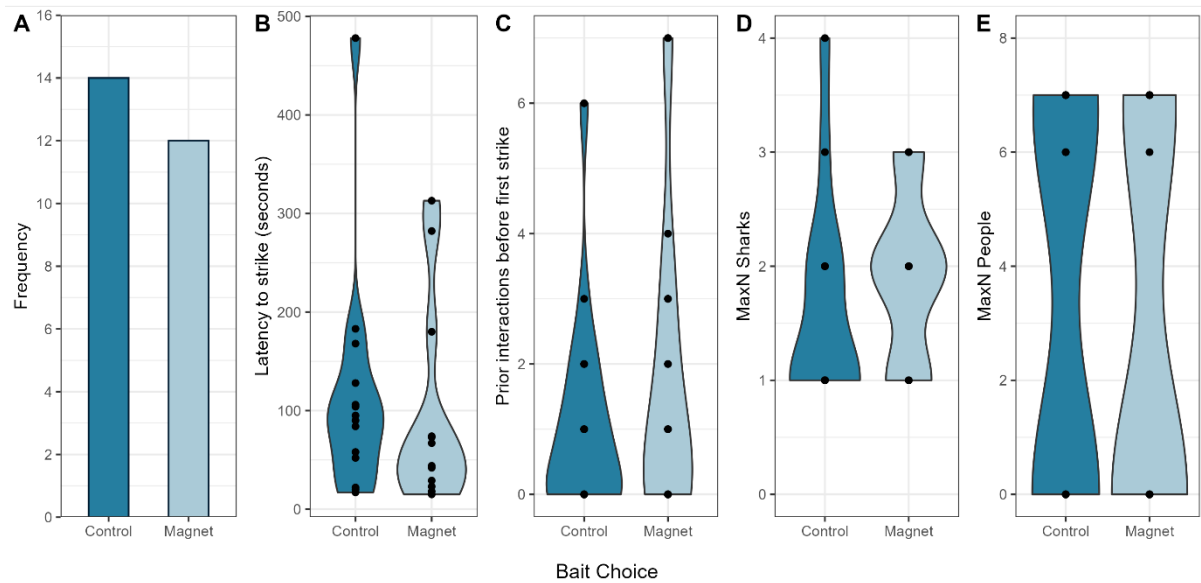 A
Frequency
16
14
12
10
8
6
4
2
0
Control Magnet
B
Latency to strike (seconds)
500
400
300
200
100
0
Control Magnet
C
Prior interactions before first strike
6
4
2
0
Control Magnet
D
MaxN Sharks
4
3
2
1
0
Control Magnet
E
MaxN People
8
6
4
2
0
Control Magnet
Bait Choice